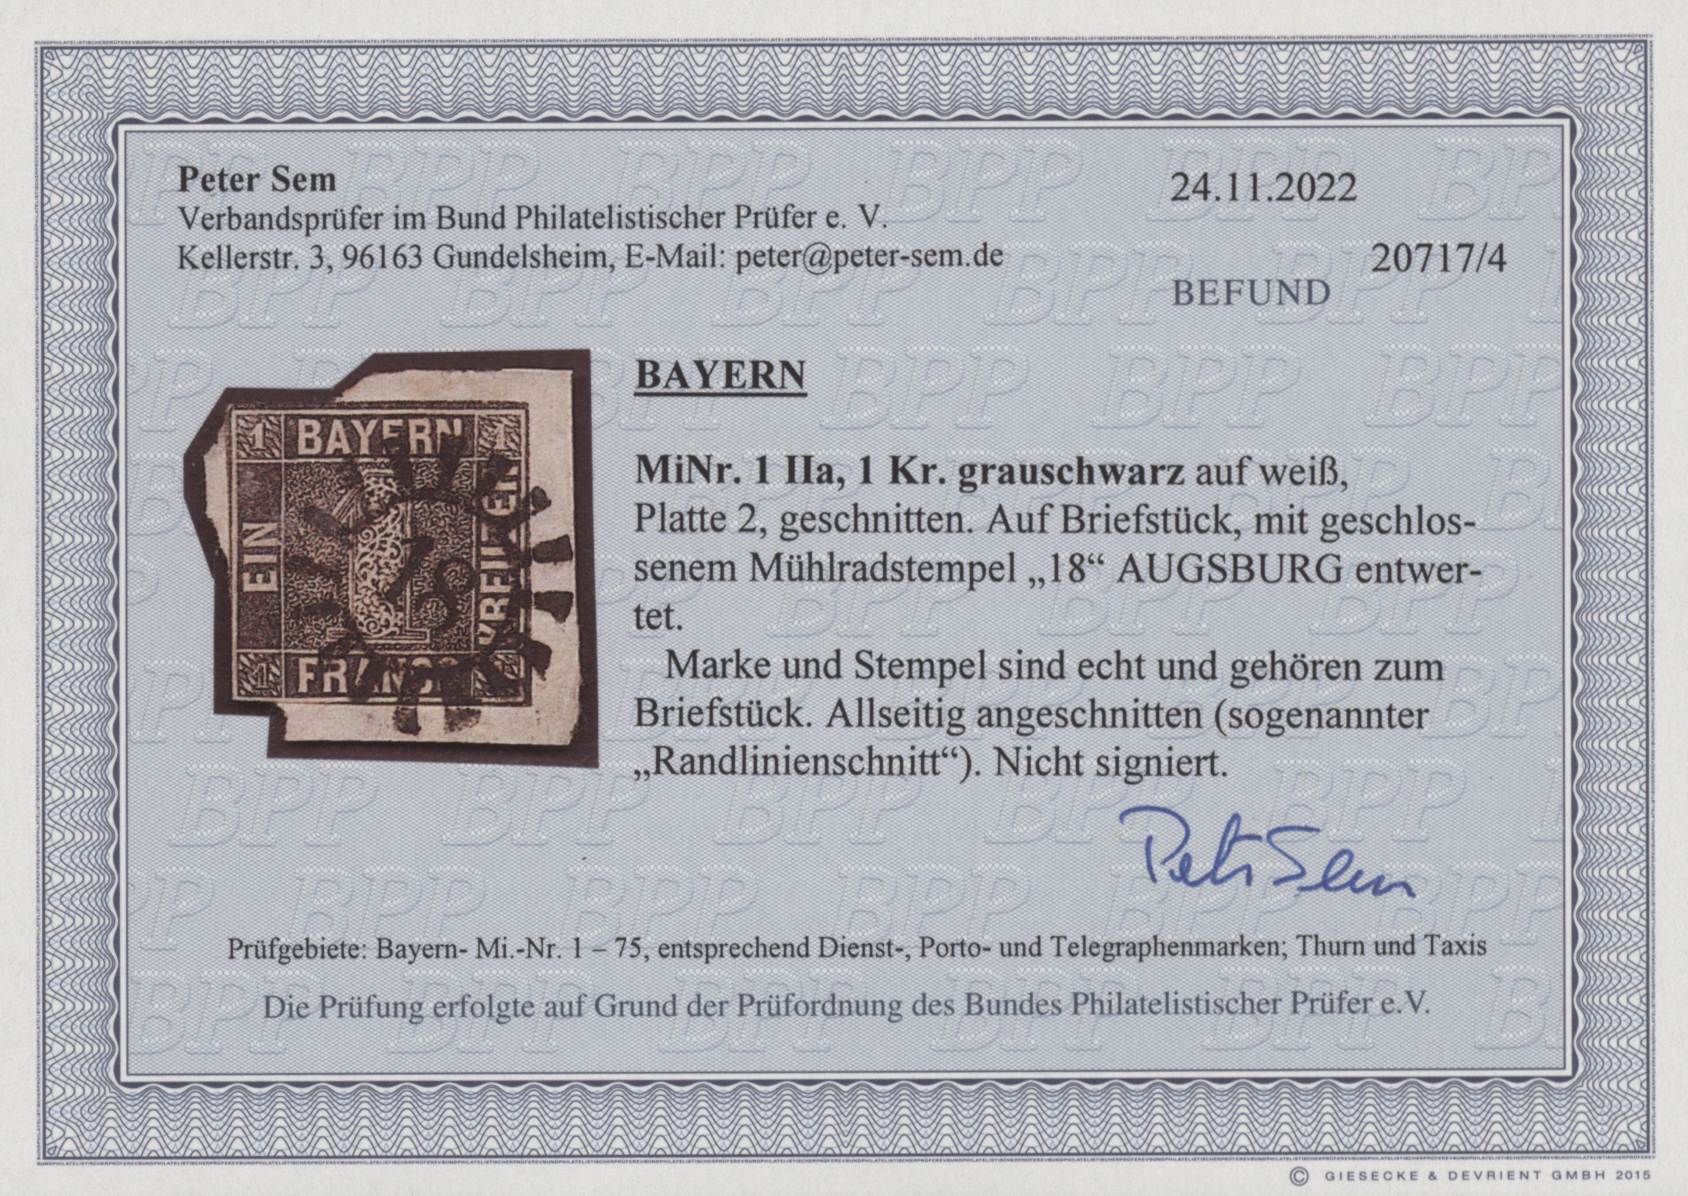 Peter Sem
Verbandsprüfer im Bund Philatelistischer Prüfer e. V.
Kellerstr. 3, 96163 Gundelsheim, E-Mail: peter@peter-sem.de
24.11.2022
20717/4
BEFUND
BAYERN
MiNr. 1 IIa, 1 Kr. grauschwarz auf weiß,
Platte 2, geschnitten. Auf Briefstück, mit geschlos-
senem Mühlradstempel „18“ AUGSBURG entwer-
tet.
Marke und Stempel sind echt und gehören zum
Briefstück. Allseitig angeschnitten (sogenannter
„Randlinienschnitt“). Nicht signiert.
1 BAYERN 1
EIN
KREUZER
1 FRANCO 1
Peter Sem
Prüfgebiete: Bayern- Mi.-Nr. 1 – 75, entsprechend Dienst-, Porto- und Telegraphenmarken; Thurn und Taxis
Die Prüfung erfolgte auf Grund der Prüfordnung des Bundes Philatelistischer Prüfer e.V.
© GIESECKE & DEVRIENT GMBH 2015